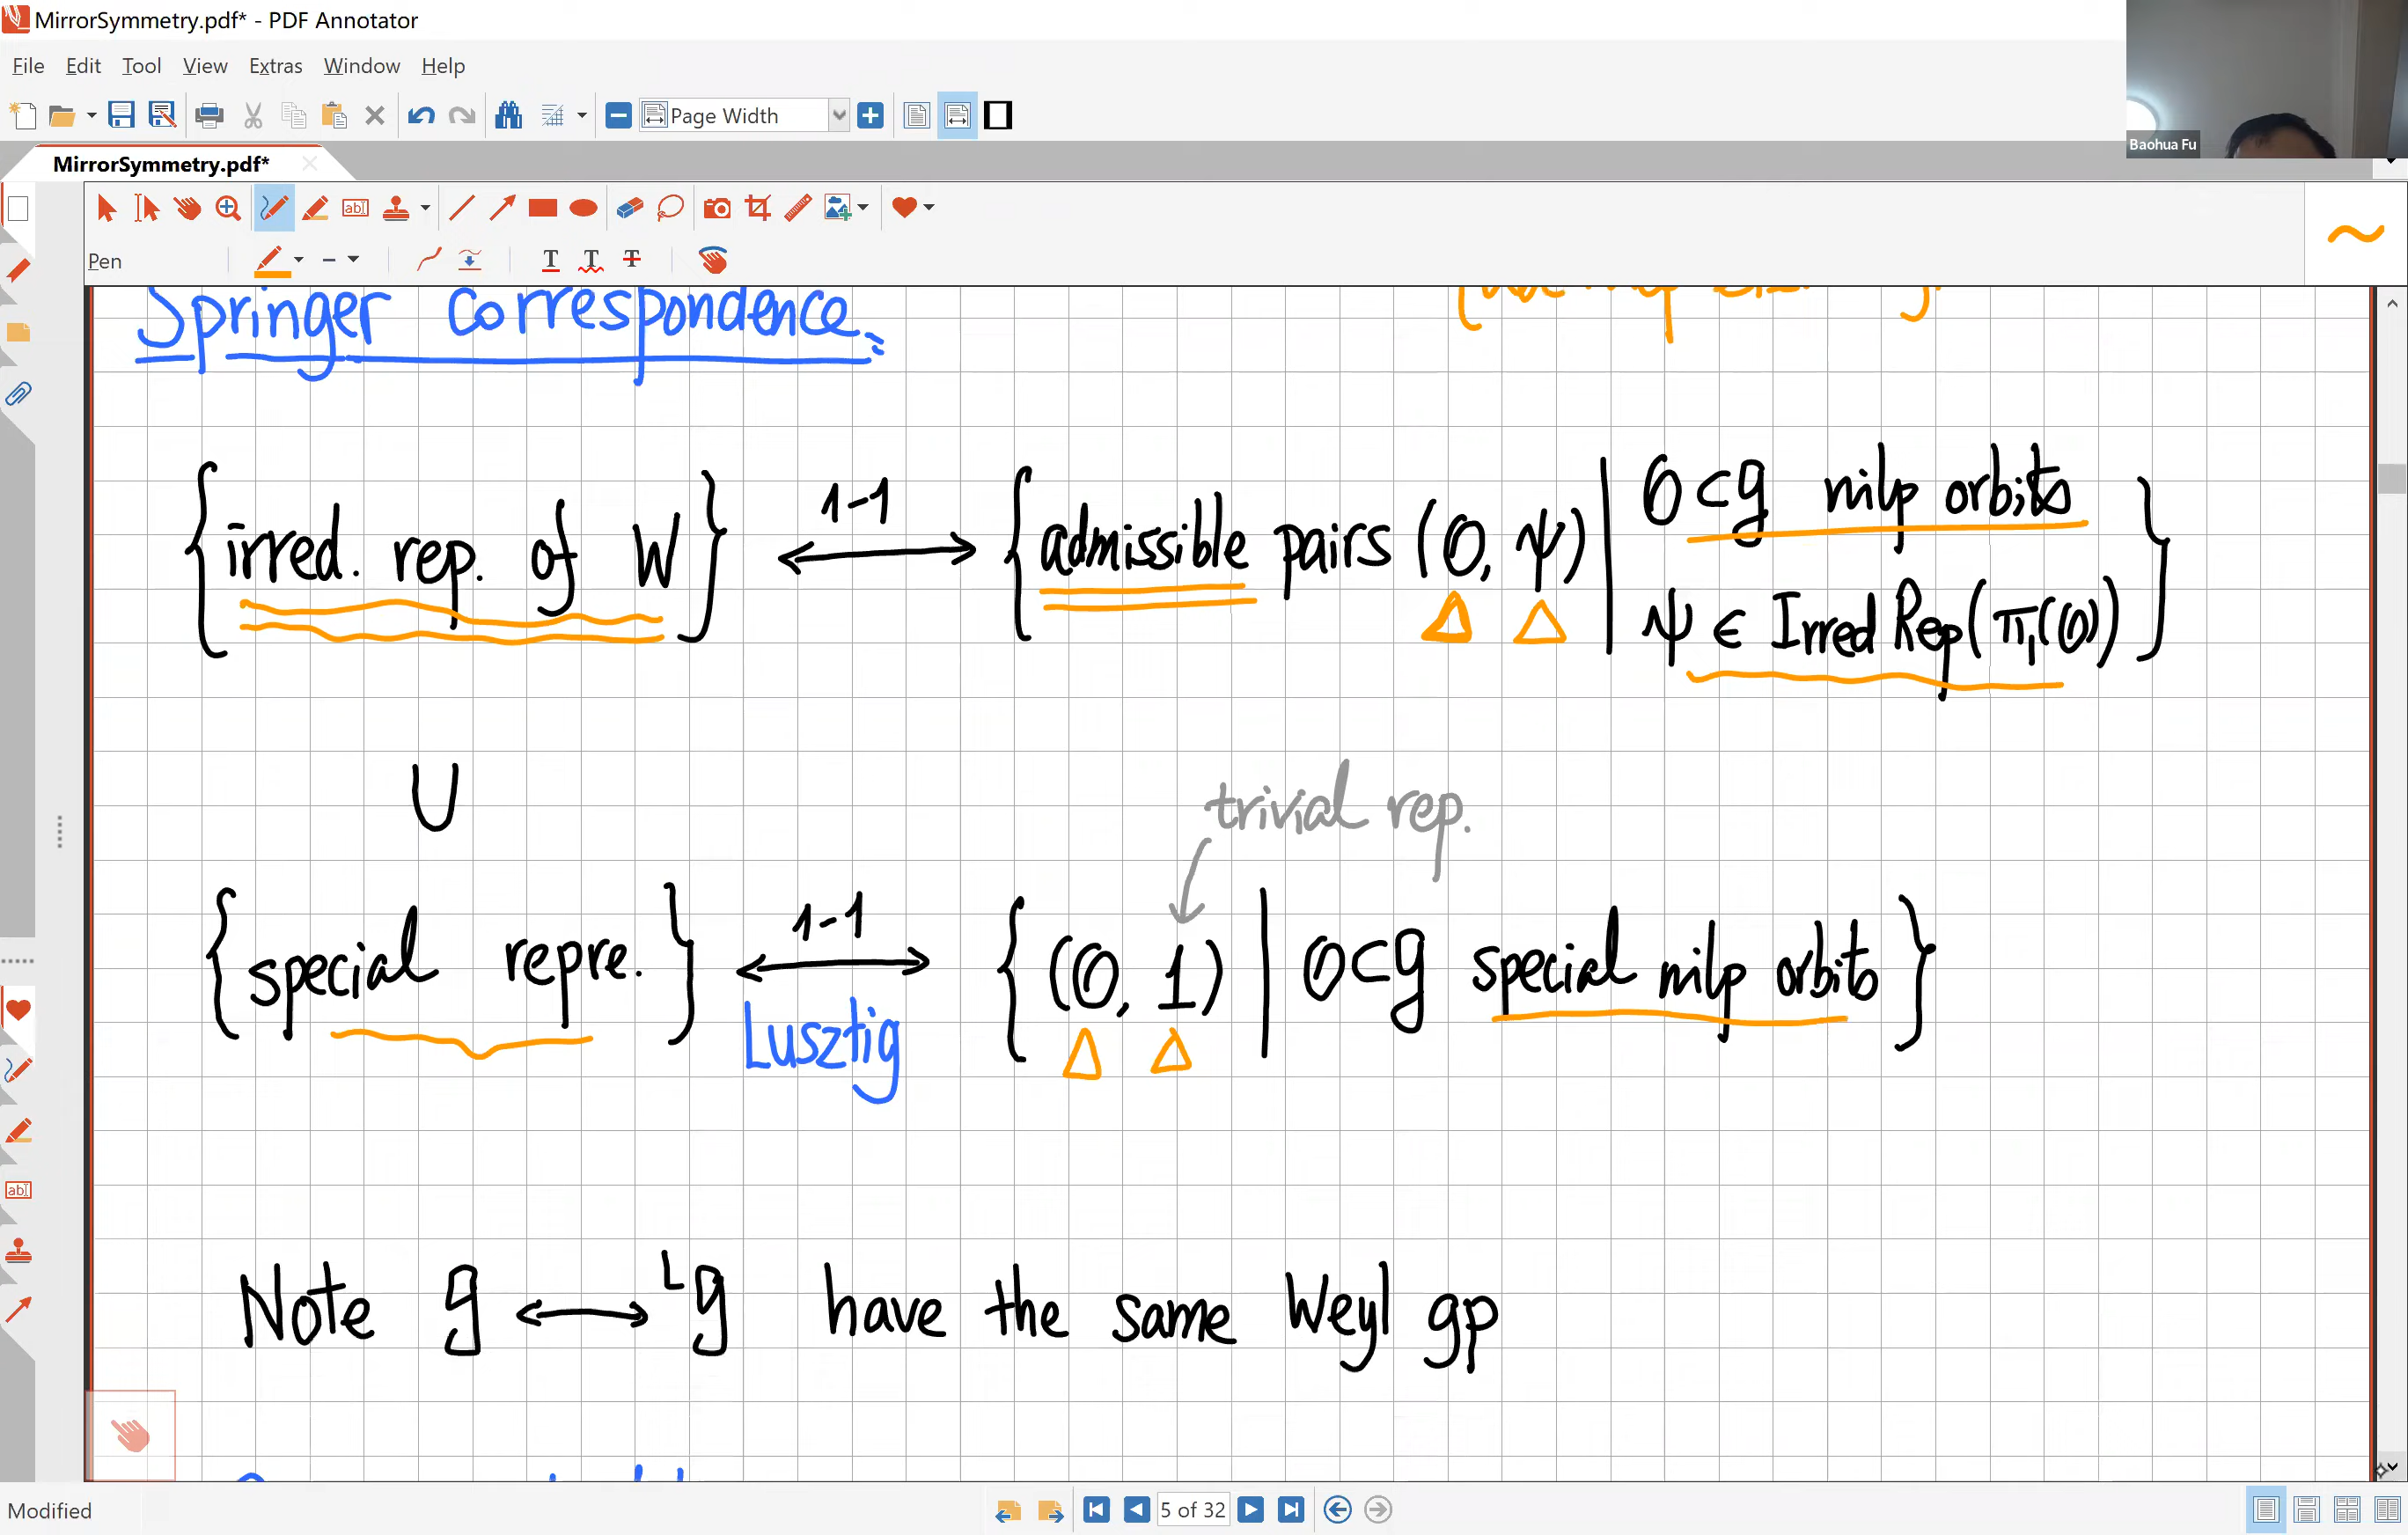 MirrorSymmetry.pdf* - PDF Annotator
File Edit Tool View Extras Window Help
Page Width
Baohua Fu
MirrorSymmetry.pdf*
Pen
Springer Correspondence:
{irred. rep. of W} 1-1 ⟷ {admissible pairs (O, ψ) | O⊂g nilp orbits
ψ ∈ Irred Rep(π₁(O))}
∪
trivial rep.
{special repre.} 1-1 ⟷ {(O, 1) | O⊂g special nilp orbits}
Lusztig
Note g ⟷ ᴸg have the same Weyl gp
Modified
5 of 32